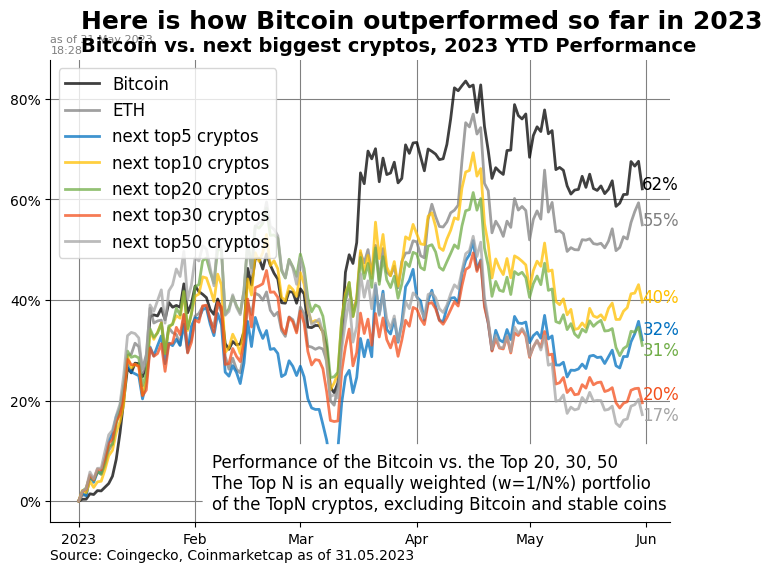 Here is how Bitcoin outperformed so far in 2023
as of 31 May 2023
18:28
Bitcoin vs. next biggest cryptos, 2023 YTD Performance
Bitcoin
ETH
next top5 cryptos
next top10 cryptos
next top20 cryptos
next top30 cryptos
next top50 cryptos
80%
60%
40%
20%
0%
62%
55%
40%
32%
31%
20%
17%
Performance of the Bitcoin vs. the Top 20, 30, 50
The Top N is an equally weighted (w=1/N%) portfolio
of the TopN cryptos, excluding Bitcoin and stable coins
2023 Feb Mar Apr May Jun
Source: Coingecko, Coinmarketcap as of 31.05.2023